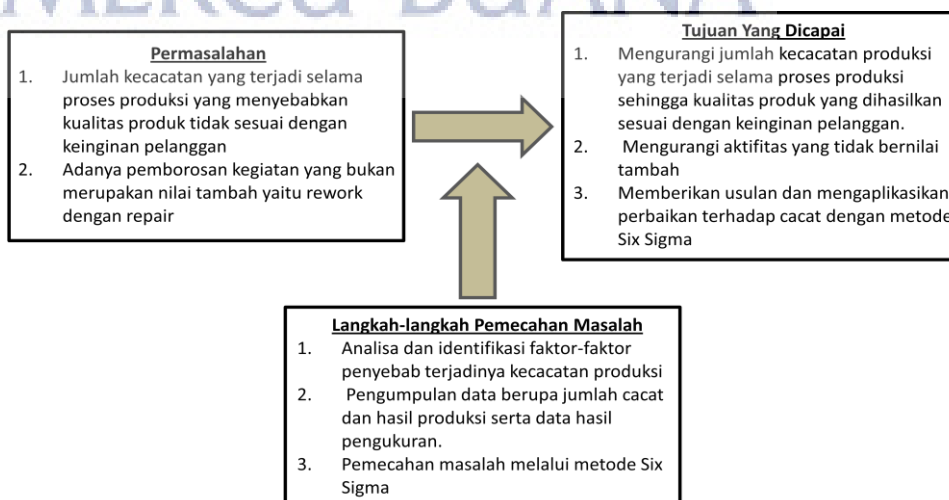 MERCU BUANA
Permasalahan
1. Jumlah kecacatan yang terjadi selama
proses produksi yang menyebabkan
kualitas produk tidak sesuai dengan
keinginan pelanggan
2. Adanya pemborosan kegiatan yang bukan
merupakan nilai tambah yaitu rework
dengan repair
Tujuan Yang Dicapai
1. Mengurangi jumlah kecacatan produksi
yang terjadi selama proses produksi
sehingga kualitas produk yang dihasilkan
sesuai dengan keinginan pelanggan.
2. Mengurangi aktifitas yang tidak bernilai
tambah
3. Memberikan usulan dan mengaplikasikan
perbaikan terhadap cacat dengan metode
Six Sigma
Langkah-langkah Pemecahan Masalah
1. Analisa dan identifikasi faktor-faktor
penyebab terjadinya kecacatan produksi
2. Pengumpulan data berupa jumlah cacat
dan hasil produksi serta data hasil
pengukuran.
3. Pemecahan masalah melalui metode Six
Sigma